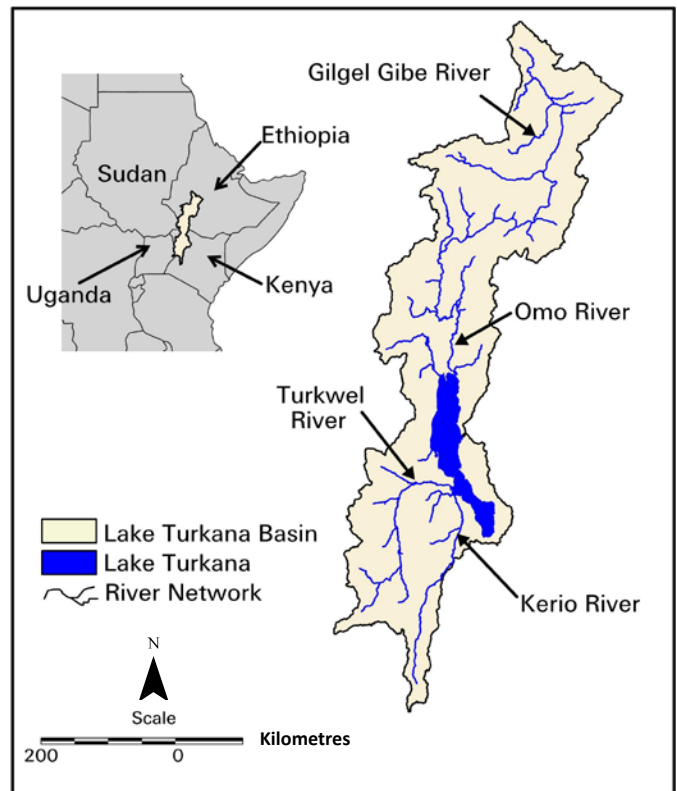 Gilgel Gibe River
Ethiopia
Sudan
Uganda
Kenya
Omo River
Turkwel
River
Lake Turkana Basin
Lake Turkana
River Network
Kerio River
N
Scale
Kilometres
200 0